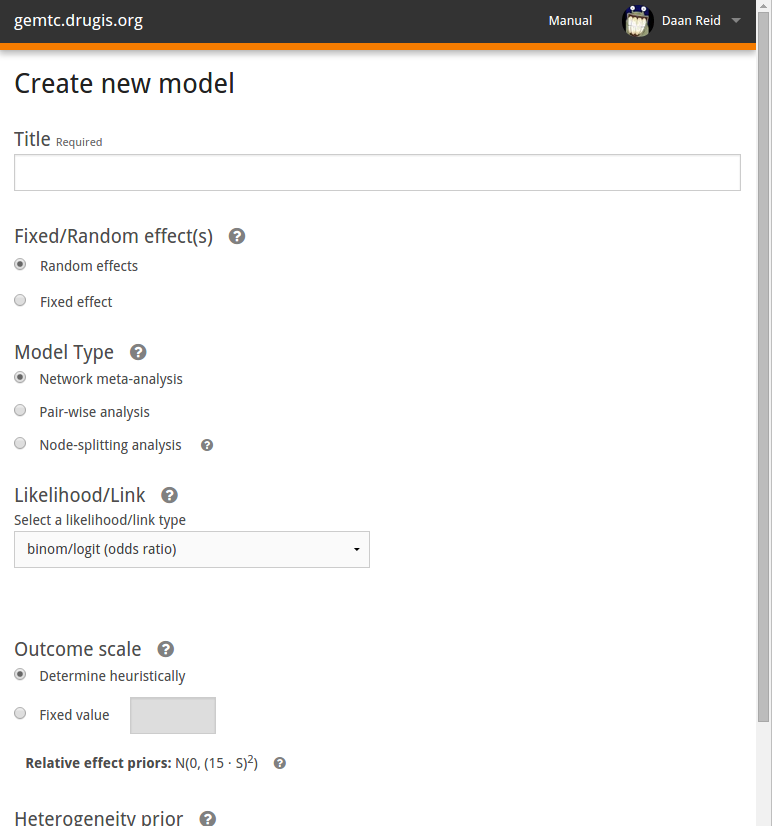 gemtc.drugis.org Manual Daan Reid
Create new model
Title Required
Fixed/Random effect(s) ?
Random effects
Fixed effect
Model Type ?
Network meta-analysis
Pair-wise analysis
Node-splitting analysis ?
Likelihood/Link ?
Select a likelihood/link type
binom/logit (odds ratio)
Outcome scale ?
Determine heuristically
Fixed value
Relative effect priors: N(0, (15 · S)²) ?
Heterogeneity prior ?